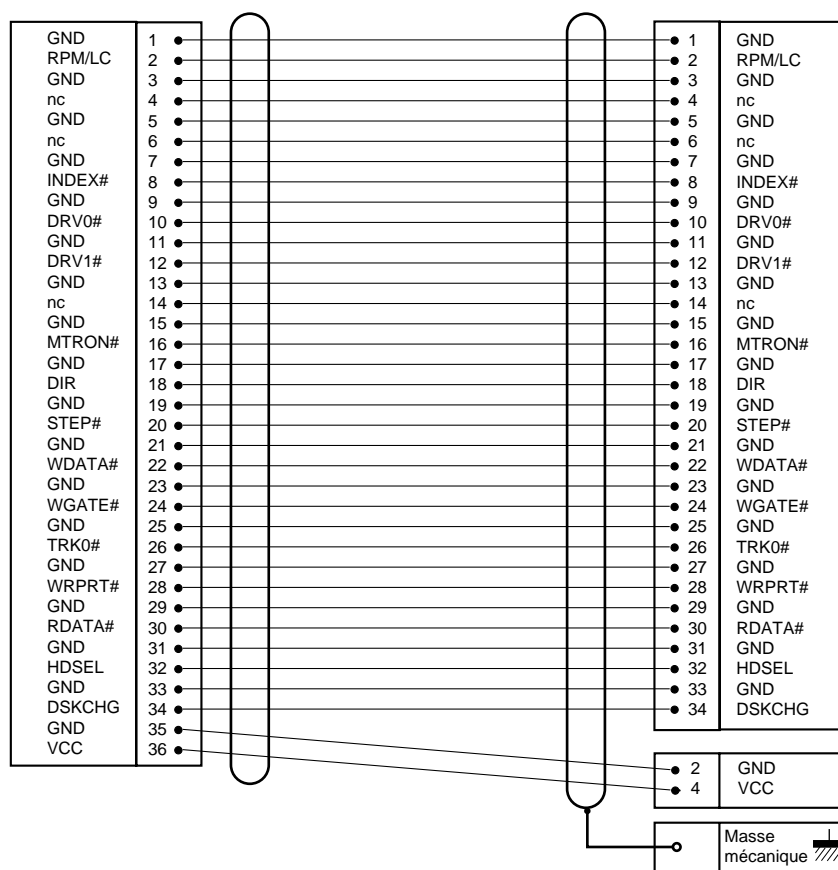 GND 1 1 GND
RPM/LC 2 2 RPM/LC
GND 3 3 GND
nc 4 4 nc
GND 5 5 GND
nc 6 6 nc
GND 7 7 GND
INDEX# 8 8 INDEX#
GND 9 9 GND
DRV0# 10 10 DRV0#
GND 11 11 GND
DRV1# 12 12 DRV1#
GND 13 13 GND
nc 14 14 nc
GND 15 15 GND
MTRON# 16 16 MTRON#
GND 17 17 GND
DIR 18 18 DIR
GND 19 19 GND
STEP# 20 20 STEP#
GND 21 21 GND
WDATA# 22 22 WDATA#
GND 23 23 GND
WGATE# 24 24 WGATE#
GND 25 25 GND
TRK0# 26 26 TRK0#
GND 27 27 GND
WRPRT# 28 28 WRPRT#
GND 29 29 GND
RDATA# 30 30 RDATA#
GND 31 31 GND
HDSEL 32 32 HDSEL
GND 33 33 GND
DSKCHG 34 34 DSKCHG
GND 35
VCC 36
2 GND
4 VCC
Masse
mécanique